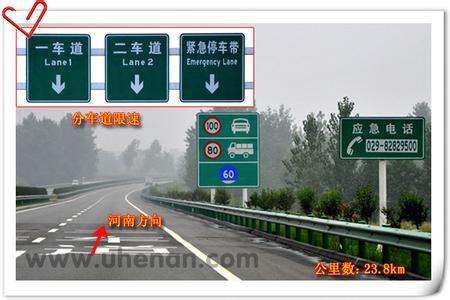 一车道
Lane1
二车道
Lane2
紧急停车带
Emergency Lane
分车道限速
100
80
60
应急电话
029-82829500
河南方向
www.uhenan.com
公里数:23.8km